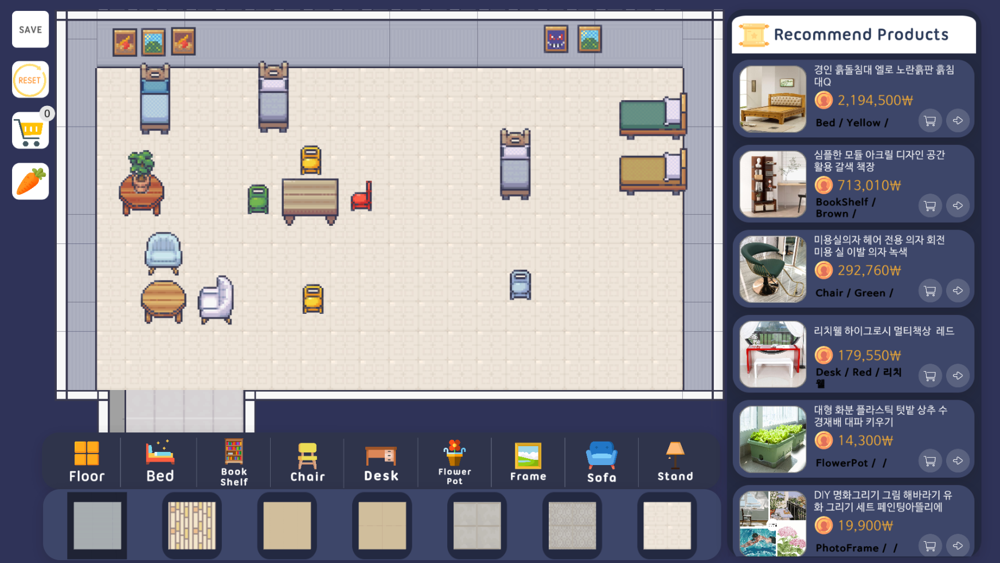 SAVE
RESET
0
Recommend Products
경인 흙돌침대 엘로 노란흙판 흙침
대Q
2,194,500₩
Bed / Yellow /
심플한 모듈 아크릴 디자인 공간
활용 갈색 책장
713,010₩
BookShelf /
Brown /
미용실의자 헤어 전용 의자 회전
미용 실 이발 의자 녹색
292,760₩
Chair / Green /
리치웰 하이그로시 멀티책상 레드
179,550₩
Desk / Red / 리치
웰
대형 화분 플라스틱 텃밭 상추 수
경재배 대파 키우기
14,300₩
FlowerPot / /
DIY 명화그리기 그림 해바라기 유
화 그리기 세트 페인팅아뜰리에
19,900₩
PhotoFrame / /
Floor
Bed
Book
Shelf
Chair
Desk
Flower
Pot
Frame
Sofa
Stand